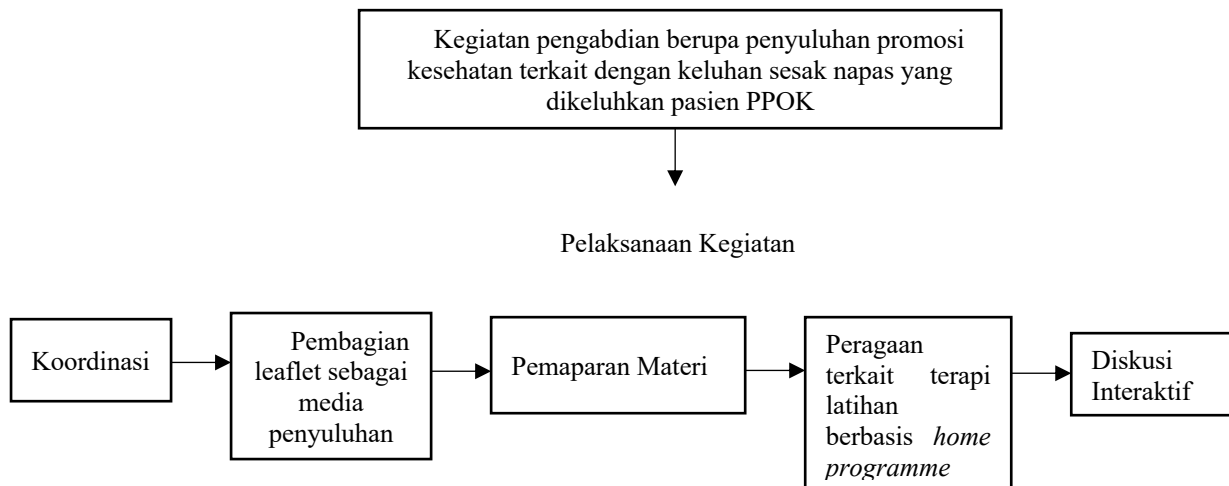 Kegiatan pengabdian berupa penyuluhan promosi
kesehatan terkait dengan keluhan sesak napas yang
dikeluhkan pasien PPOK
Pelaksanaan Kegiatan
Koordinasi
Pembagian
leaflet sebagai
media
penyuluhan
Pemaparan Materi
Peragaan
terkait terapi
latihan
berbasis home
programme
Diskusi
Interaktif